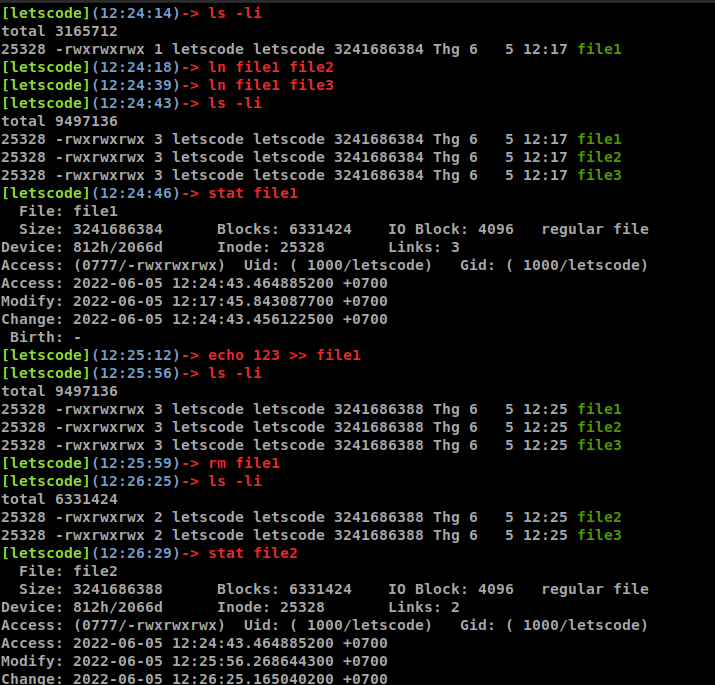 [letscode](12:24:14)-> ls -li
total 3165712
25328 -rwxrwxrwx 1 letscode letscode 3241686384 Thg 6   5 12:17 file1
[letscode](12:24:18)-> ln file1 file2
[letscode](12:24:39)-> ln file1 file3
[letscode](12:24:43)-> ls -li
total 9497136
25328 -rwxrwxrwx 3 letscode letscode 3241686384 Thg 6   5 12:17 file1
25328 -rwxrwxrwx 3 letscode letscode 3241686384 Thg 6   5 12:17 file2
25328 -rwxrwxrwx 3 letscode letscode 3241686384 Thg 6   5 12:17 file3
[letscode](12:24:46)-> stat file1
  File: file1
  Size: 3241686384      Blocks: 6331424    IO Block: 4096   regular file
Device: 812h/2066d      Inode: 25328       Links: 3
Access: (0777/-rwxrwxrwx)  Uid: ( 1000/letscode)   Gid: ( 1000/letscode)
Access: 2022-06-05 12:24:43.464885200 +0700
Modify: 2022-06-05 12:17:45.843087700 +0700
Change: 2022-06-05 12:24:43.456122500 +0700
 Birth: -
[letscode](12:25:12)-> echo 123 >> file1
[letscode](12:25:56)-> ls -li
total 9497136
25328 -rwxrwxrwx 3 letscode letscode 3241686388 Thg 6   5 12:25 file1
25328 -rwxrwxrwx 3 letscode letscode 3241686388 Thg 6   5 12:25 file2
25328 -rwxrwxrwx 3 letscode letscode 3241686388 Thg 6   5 12:25 file3
[letscode](12:25:59)-> rm file1
[letscode](12:26:25)-> ls -li
total 6331424
25328 -rwxrwxrwx 2 letscode letscode 3241686388 Thg 6   5 12:25 file2
25328 -rwxrwxrwx 2 letscode letscode 3241686388 Thg 6   5 12:25 file3
[letscode](12:26:29)-> stat file2
  File: file2
  Size: 3241686388      Blocks: 6331424    IO Block: 4096   regular file
Device: 812h/2066d      Inode: 25328       Links: 2
Access: (0777/-rwxrwxrwx)  Uid: ( 1000/letscode)   Gid: ( 1000/letscode)
Access: 2022-06-05 12:24:43.464885200 +0700
Modify: 2022-06-05 12:25:56.268644300 +0700
Change: 2022-06-05 12:26:25.165040200 +0700